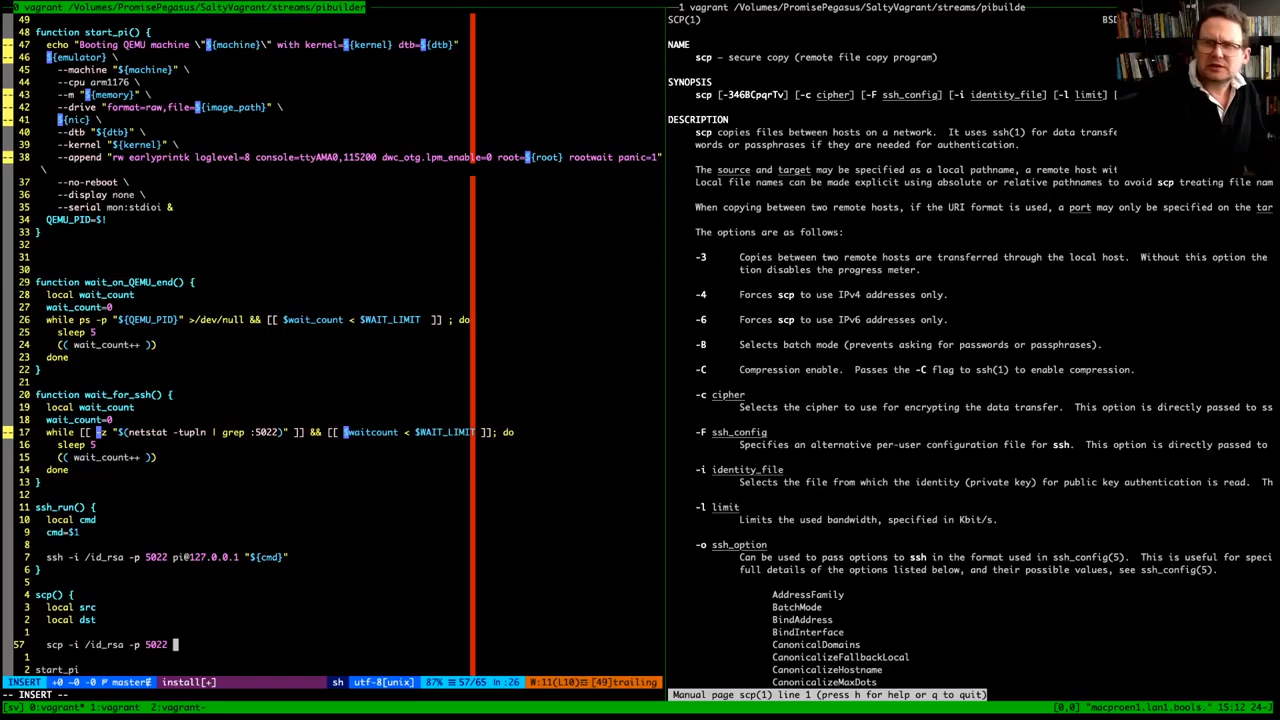 0 vagrant /Volumes/PromisePegasus/SaltyVagrant/streams/pibuilder
49
48 function start_pi() {
47 echo "Booting QEMU machine \"${machine}\" with kernel=${kernel} dtb=${dtb}"
46 ${emulator} \
45 --machine "${machine}" \
44 --cpu arm1176 \
43 --m "${memory}" \
42 --drive "format=raw,file=${image_path}" \
41 ${nic} \
40 --dtb "${dtb}" \
39 --kernel "${kernel}" \
38 --append "rw earlyprintk loglevel=8 console=ttyAMA0,115200 dwc_otg.lpm_enable=0 root=${root} rootwait panic=1"
\
37 --no-reboot \
36 --display none \
35 --serial mon:stdio &
34 QEMU_PID=$!
33 }
32
31
30
29 function wait_on_QEMU_end() {
28 local wait_count
27 wait_count=0
26 while ps -p "${QEMU_PID}" >/dev/null && [[ $wait_count < $WAIT_LIMIT ]] ; do
25 sleep 5
24 (( wait_count++ ))
23 done
22 }
21
20 function wait_for_ssh() {
19 local wait_count
18 wait_count=0
17 while [[ -z "$(netstat -tupln | grep :5022)" ]] && [[ $waitcount < $WAIT_LIMIT ]]; do
16 sleep 5
15 (( wait_count++ ))
14 done
13 }
12
11 ssh_run() {
10 local cmd
9 cmd=$1
8
7 ssh -i /id_rsa -p 5022 pi@127.0.0.1 "${cmd}"
6 }
5
4 scp() {
3 local src
2 local dst
1
57 scp -i /id_rsa -p 5022
1
2 start_pi
INSERT +0 ~0 -0 master install[+] sh utf-8[unix] 87% 57/65 ln:26 W:11(L10) [49]trailing
-- INSERT --
1 vagrant /Volumes/PromisePegasus/SaltyVagrant/streams/pibuilde
SCP(1) BSD
NAME
scp – secure copy (remote file copy program)
SYNOPSIS
scp [-346BCpqrTv] [-c cipher] [-F ssh_config] [-i identity_file] [-l limit] [
DESCRIPTION
scp copies files between hosts on a network. It uses ssh(1) for data transfe
words or passphrases if they are needed for authentication.
The source and target may be specified as a local pathname, a remote host wit
Local file names can be made explicit using absolute or relative pathnames to avoid scp treating file nam
When copying between two remote hosts, if the URI format is used, a port may only be specified on the tar
The options are as follows:
-3 Copies between two remote hosts are transferred through the local host. Without this option the
tion disables the progress meter.
-4 Forces scp to use IPv4 addresses only.
-6 Forces scp to use IPv6 addresses only.
-B Selects batch mode (prevents asking for passwords or passphrases).
-C Compression enable. Passes the -C flag to ssh(1) to enable compression.
-c cipher
Selects the cipher to use for encrypting the data transfer. This option is directly passed to ss
-F ssh_config
Specifies an alternative per-user configuration file for ssh. This option is directly passed to
-i identity_file
Selects the file from which the identity (private key) for public key authentication is read. Th
-l limit
Limits the used bandwidth, specified in Kbit/s.
-o ssh_option
Can be used to pass options to ssh in the format used in ssh_config(5). This is useful for speci
full details of the options listed below, and their possible values, see ssh_config(5).
AddressFamily
BatchMode
BindAddress
BindInterface
CanonicalDomains
CanonicalizeFallbackLocal
CanonicalizeHostname
CanonicalizeMaxDots
Manual page scp(1) line 1 (press h for help or q to quit)
[sv] 0:vagrant* 1:vagrant 2:vagrant- [0,0] "macproen1.lan1.bools." 15:12 24-J